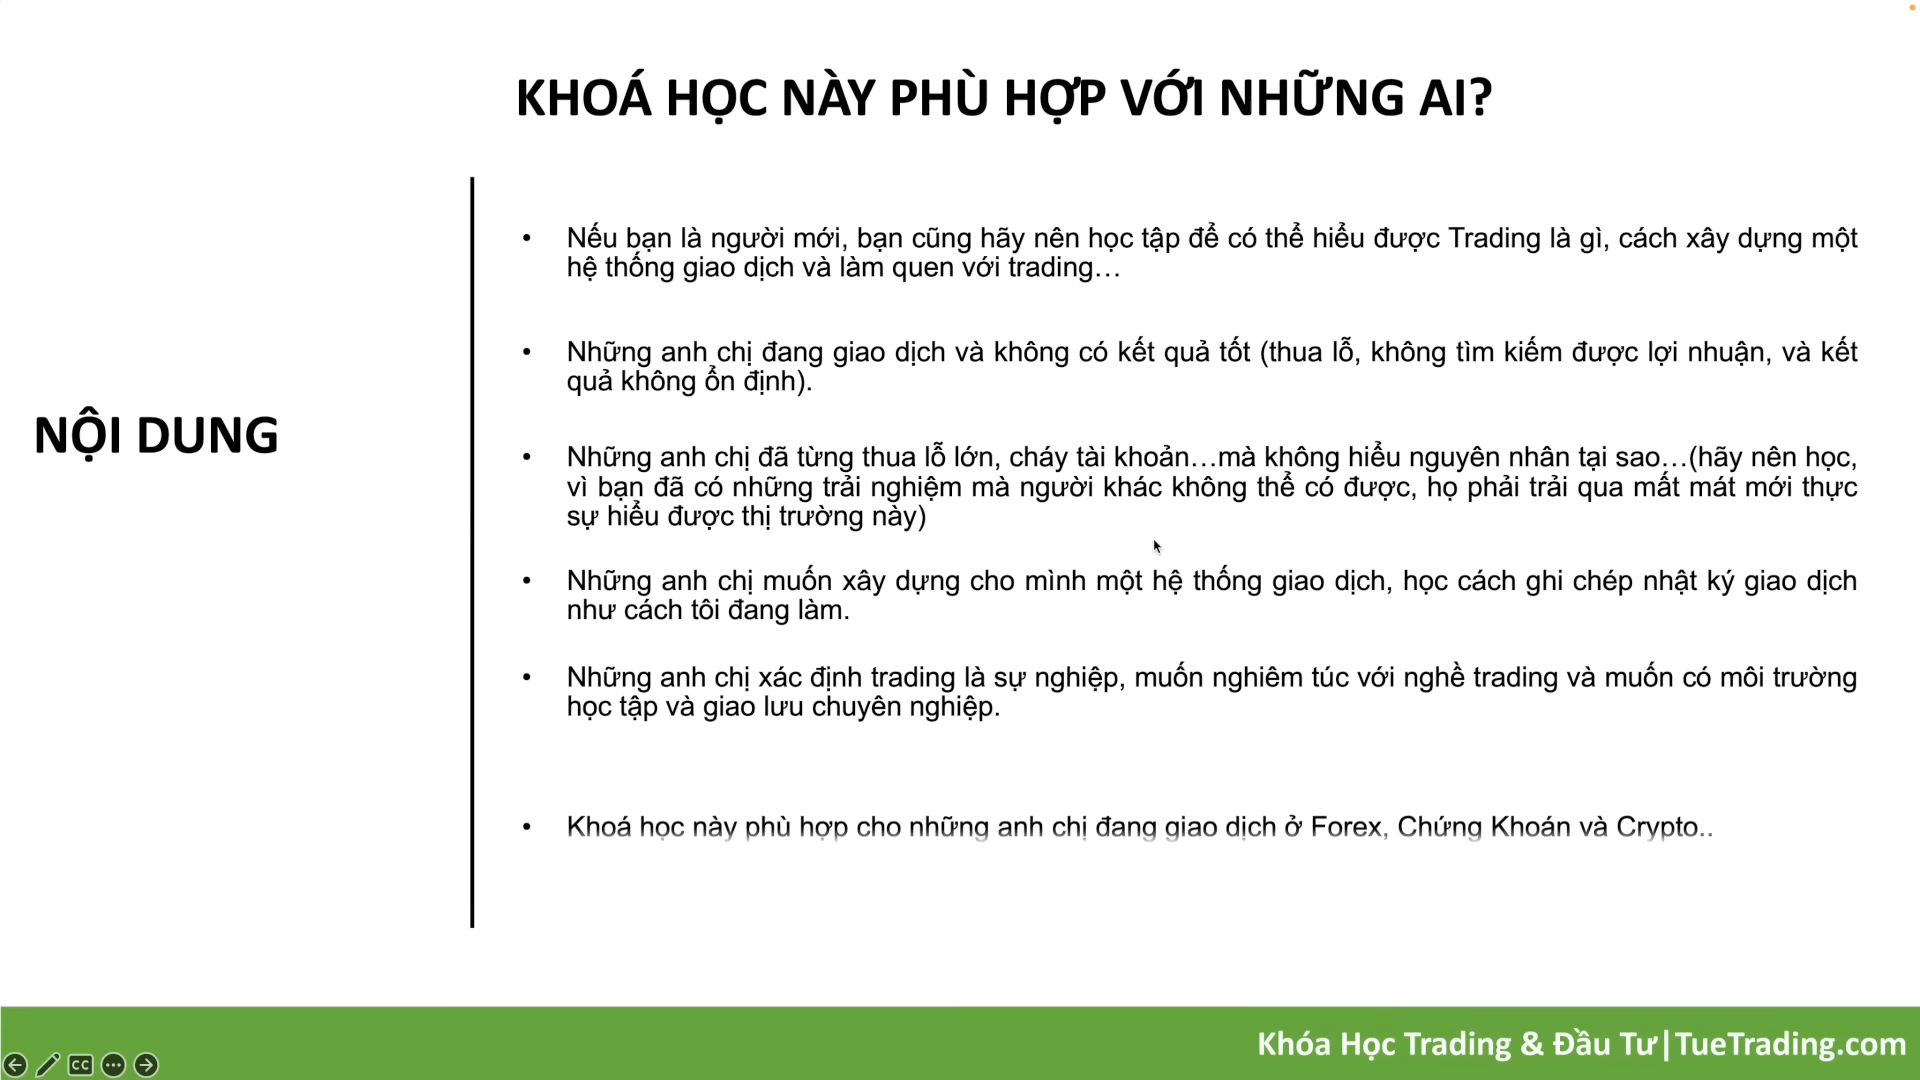 KHOÁ HỌC NÀY PHÙ HỢP VỚI NHỮNG AI?
NỘI DUNG
• Nếu bạn là người mới, bạn cũng hãy nên học tập để có thể hiểu được Trading là gì, cách xây dựng một
hệ thống giao dịch và làm quen với trading…
• Những anh chị đang giao dịch và không có kết quả tốt (thua lỗ, không tìm kiếm được lợi nhuận, và kết
quả không ổn định).
• Những anh chị đã từng thua lỗ lớn, cháy tài khoản…mà không hiểu nguyên nhân tại sao…(hãy nên học,
vì bạn đã có những trải nghiệm mà người khác không thể có được, họ phải trải qua mất mát mới thực
sự hiểu được thị trường này)
• Những anh chị muốn xây dựng cho mình một hệ thống giao dịch, học cách ghi chép nhật ký giao dịch
như cách tôi đang làm.
• Những anh chị xác định trading là sự nghiệp, muốn nghiêm túc với nghề trading và muốn có môi trường
học tập và giao lưu chuyên nghiệp.
• Khoá học này phù hợp cho những anh chị đang giao dịch ở Forex, Chứng Khoán và Crypto..
Khóa Học Trading & Đầu Tư|TueTrading.com
CC